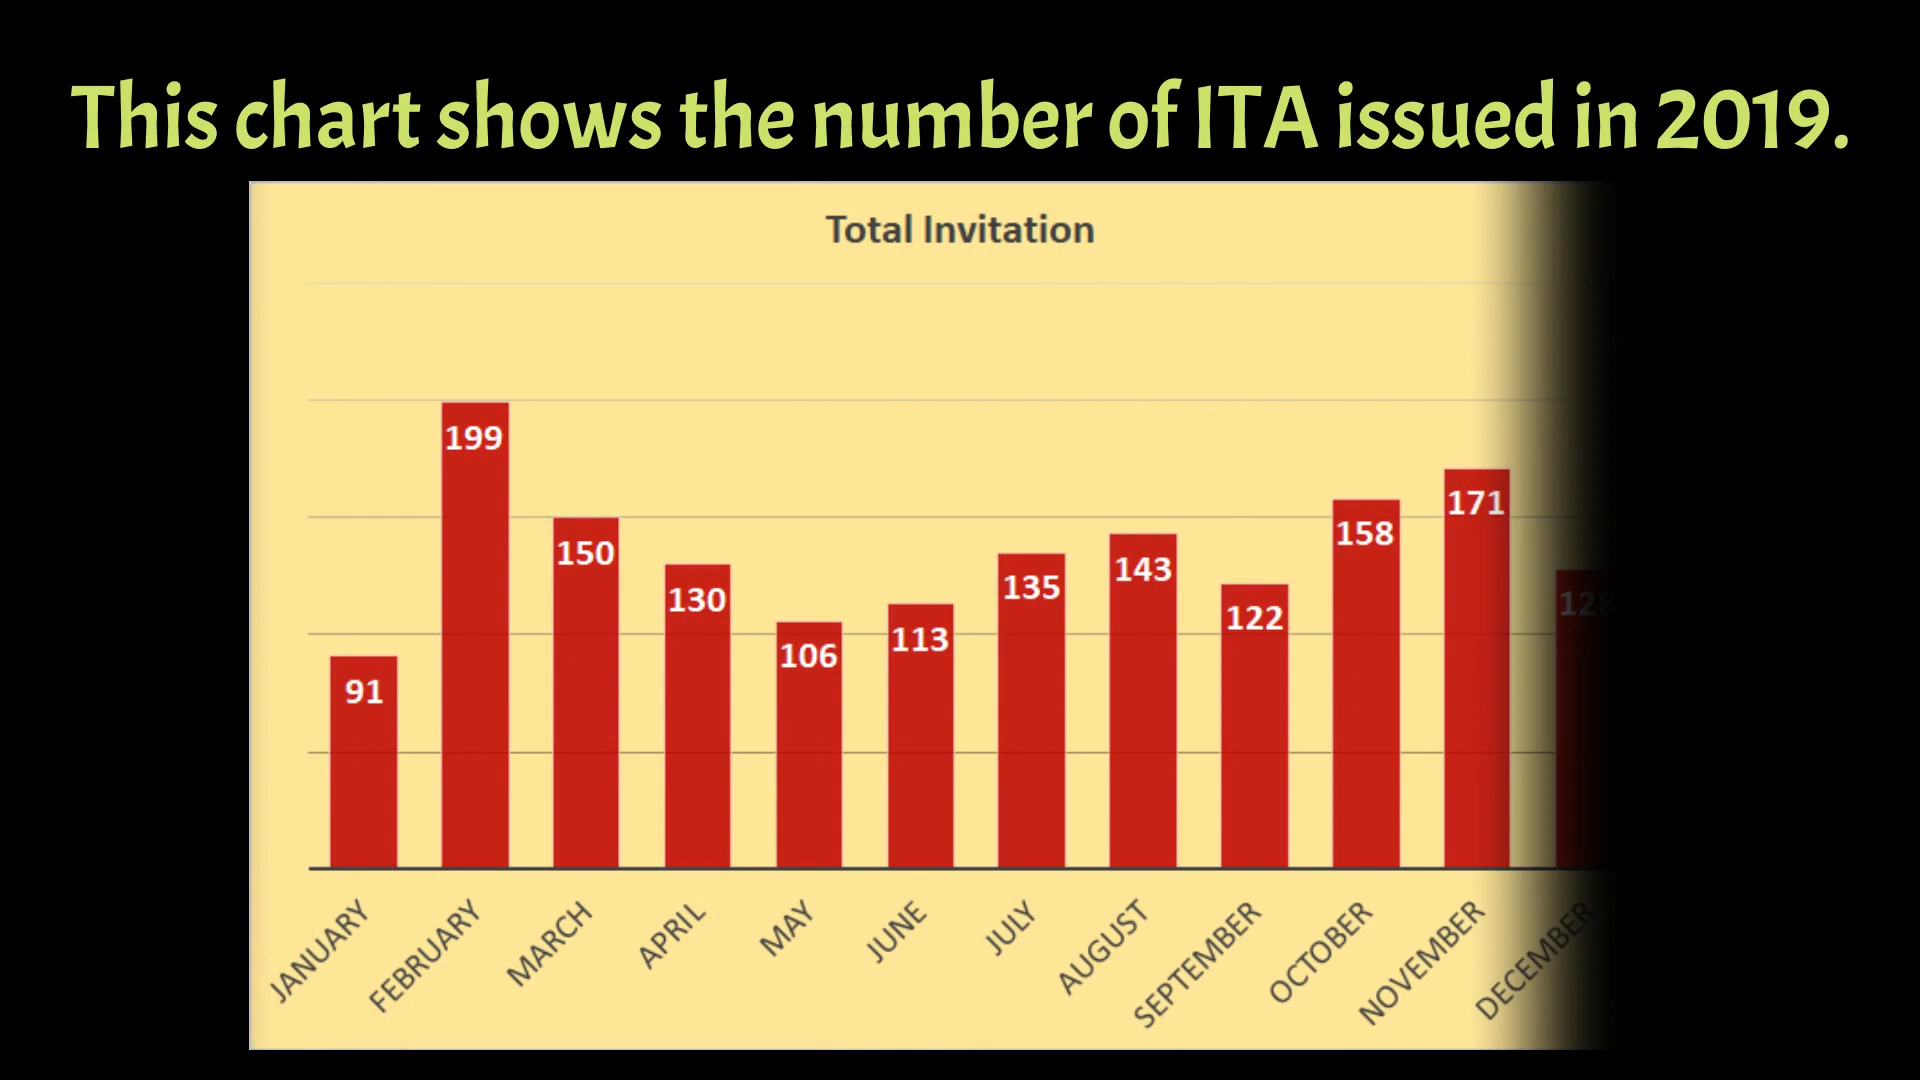 This chart shows the number of ITA issued in 2019.
Total Invitation
199
171
158
150
143
135
130
128
122
113
106
91
JANUARY
FEBRUARY
MARCH
APRIL
MAY
JUNE
JULY
AUGUST
SEPTEMBER
OCTOBER
NOVEMBER
DECEMBER